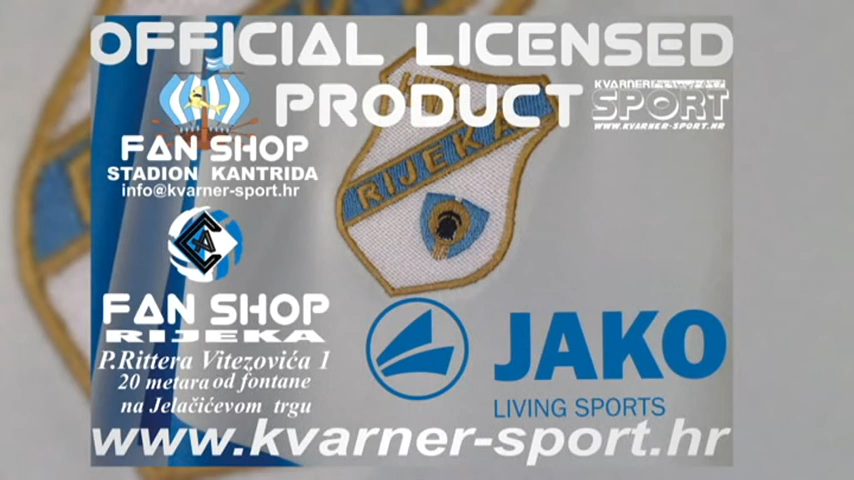 OFFICIAL LICENSED
PRODUCT
KVARNER
SPORT
WWW.KVARNER-SPORT.HR
FAN SHOP
STADION KANTRIDA
info@kvarner-sport.hr
RIJEKA
FAN SHOP
RIJEKA
P.Rittera Vitezovića 1
20 metara od fontane
na Jelačićevom trgu
JAKO
LIVING SPORTS
www.kvarner-sport.hr